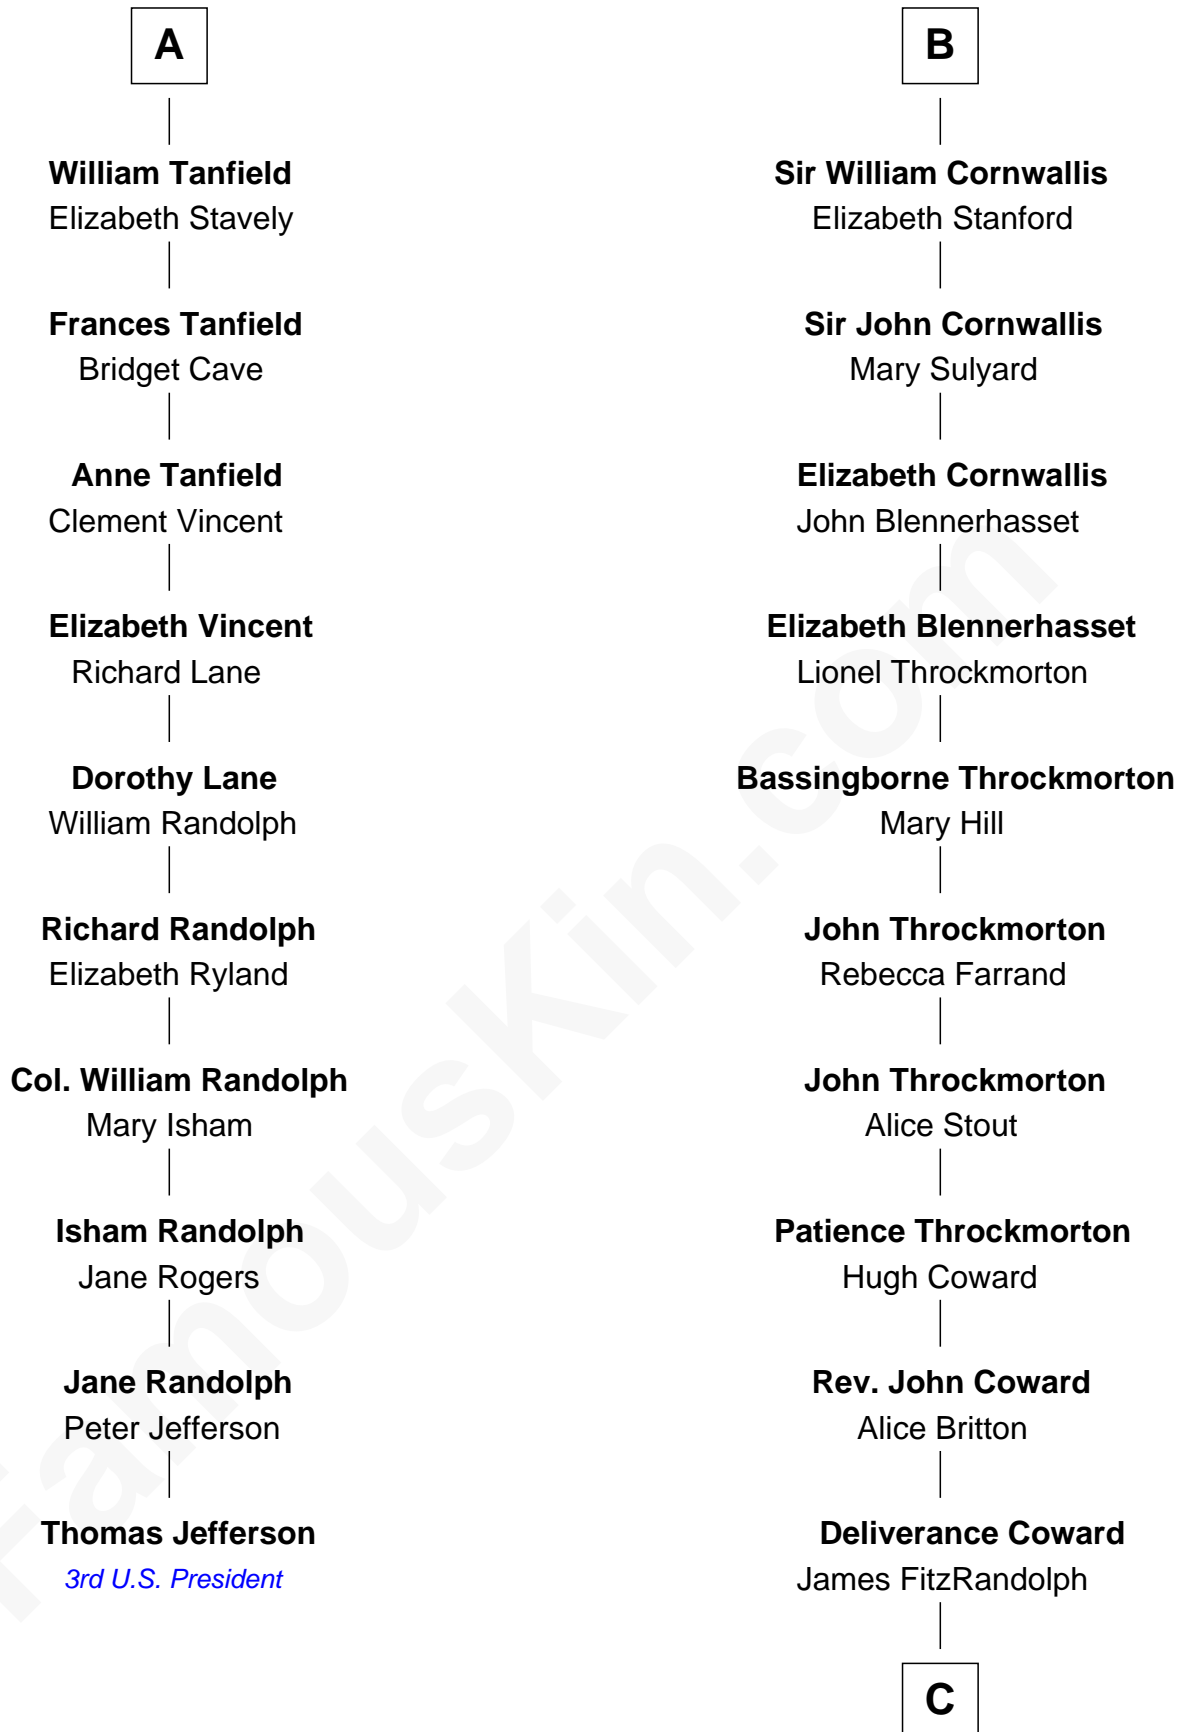 A
William Tanfield
Elizabeth Stavely
Frances Tanfield
Bridget Cave
Anne Tanfield
Clement Vincent
Elizabeth Vincent
Richard Lane
Dorothy Lane
William Randolph
Richard Randolph
Elizabeth Ryland
Col. William Randolph
Mary Isham
Isham Randolph
Jane Rogers
Jane Randolph
Peter Jefferson
Thomas Jefferson
3rd U.S. President
B
Sir William Cornwallis
Elizabeth Stanford
Sir John Cornwallis
Mary Sulyard
Elizabeth Cornwallis
John Blennerhasset
Elizabeth Blennerhasset
Lionel Throckmorton
Bassingborne Throckmorton
Mary Hill
John Throckmorton
Rebecca Farrand
John Throckmorton
Alice Stout
Patience Throckmorton
Hugh Coward
Rev. John Coward
Alice Britton
Deliverance Coward
James FitzRandolph
C
FamousKin.com